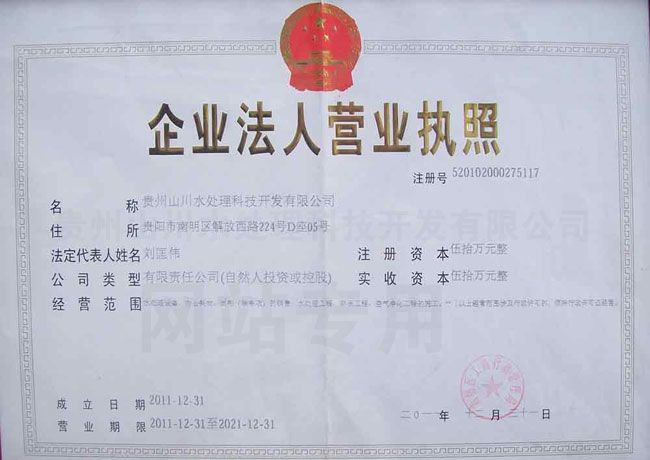 企业法人营业执照
注册号 520102000275117
名称 贵州山川水处理科技开发有限公司
住所 贵阳市南明区解放西路224号D座05号
法定代表人姓名 刘匡伟
注册资本 伍拾万元整
公司类型 有限责任公司(自然人投资或控股)
实收资本 伍拾万元整
经营范围
网站专用
成立日期 2011-12-31
营业期限 2011-12-31至2021-12-31
二〇一一年十二月三十一日